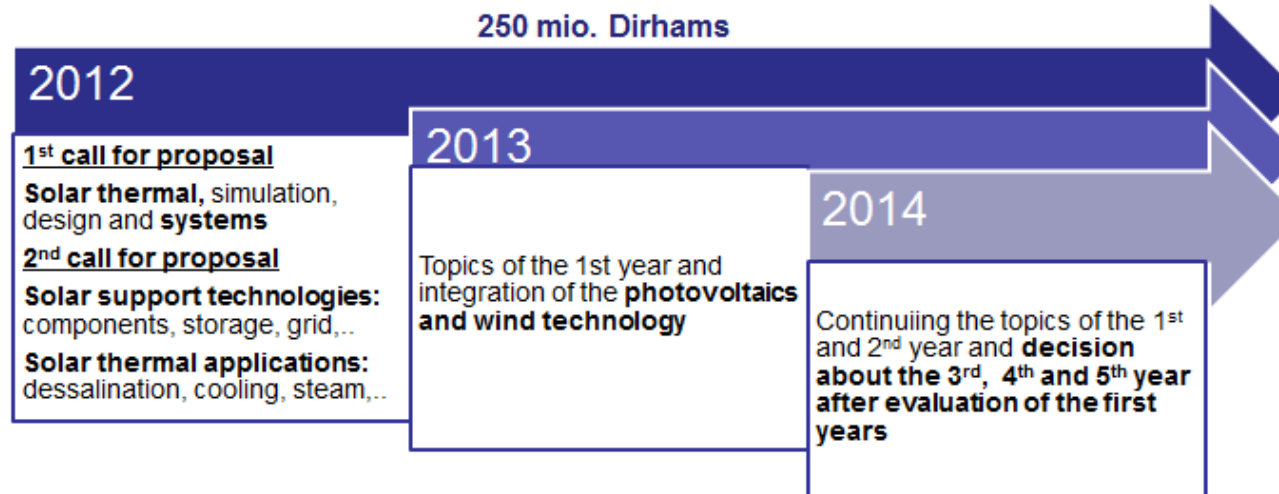 250 mio. Dirhams
2012
1st call for proposal
Solar thermal, simulation,
design and systems
2nd call for proposal
Solar support technologies:
components, storage, grid,..
Solar thermal applications:
dessalination, cooling, steam,..
2013
Topics of the 1st year and
integration of the photovoltaics
and wind technology
2014
Continuiing the topics of the 1st
and 2nd year and decision
about the 3rd, 4th and 5th year
after evaluation of the first
years